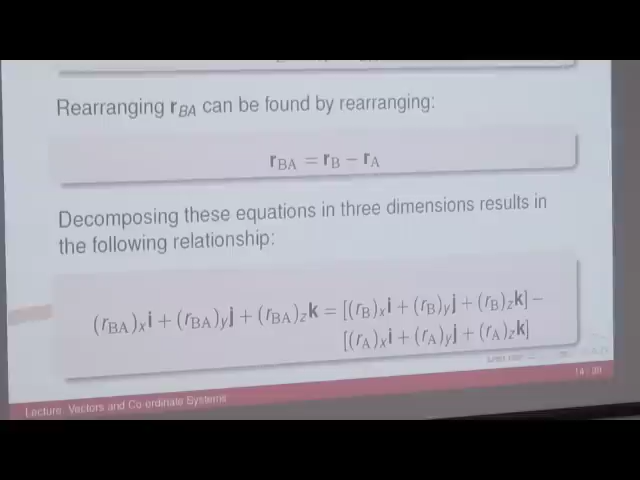 Rearranging r_BA can be found by rearranging:
r_BA = r_B − r_A
Decomposing these equations in three dimensions results in
the following relationship:
(r_BA)_x i + (r_BA)_y j + (r_BA)_z k = [(r_B)_x i + (r_B)_y j + (r_B)_z k] −
[(r_A)_x i + (r_A)_y j + (r_A)_z k]
Lecture: Vectors and Co-ordinate Systems